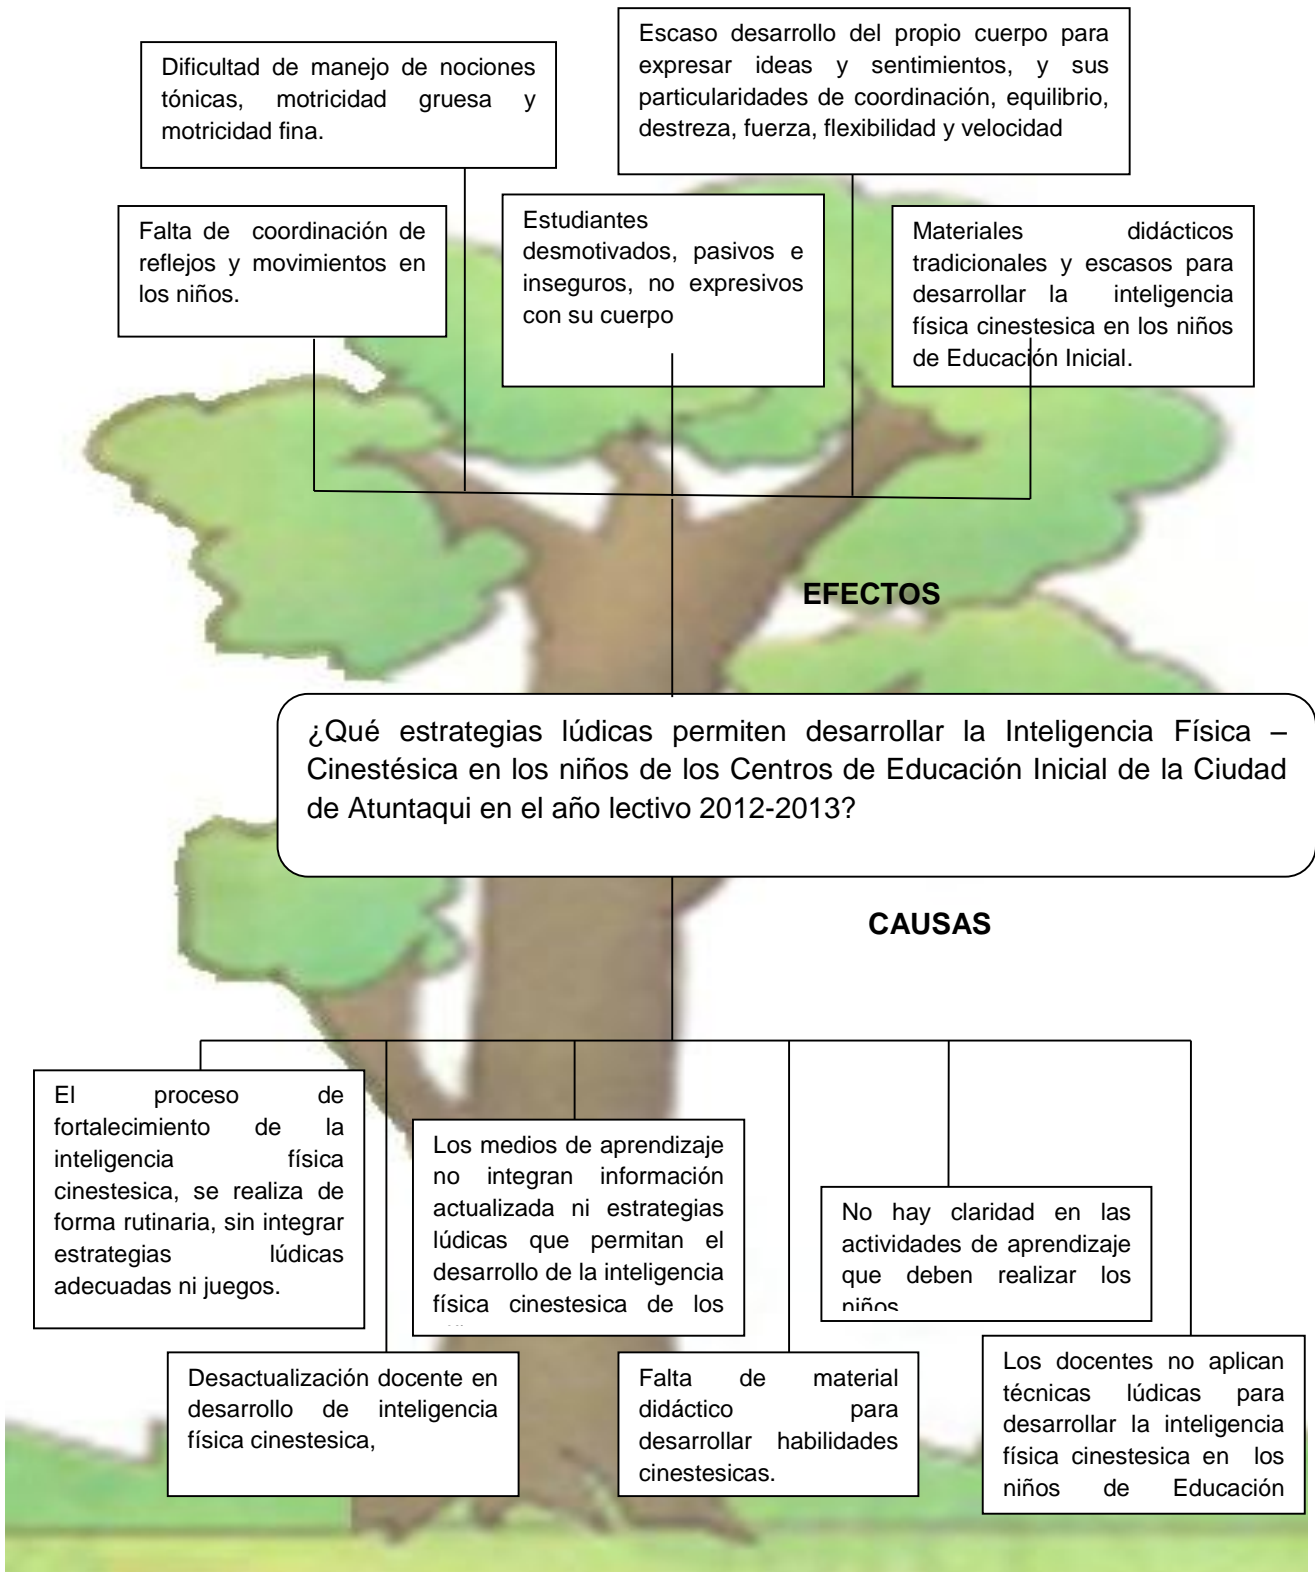 Dificultad de manejo de nociones
tónicas, motricidad gruesa y
motricidad fina.
Escaso desarrollo del propio cuerpo para
expresar ideas y sentimientos, y sus
particularidades de coordinación, equilibrio,
destreza, fuerza, flexibilidad y velocidad
Falta de coordinación de
reflejos y movimientos en
los niños.
Estudiantes
desmotivados, pasivos e
inseguros, no expresivos
con su cuerpo
Materiales didácticos
tradicionales y escasos para
desarrollar la inteligencia
física cinestesica en los niños
de Educación Inicial.
EFECTOS
¿Qué estrategias lúdicas permiten desarrollar la Inteligencia Física –
Cinestésica en los niños de los Centros de Educación Inicial de la Ciudad
de Atuntaqui en el año lectivo 2012-2013?
CAUSAS
El proceso de
fortalecimiento de la
inteligencia física
cinestesica, se realiza de
forma rutinaria, sin integrar
estrategias lúdicas
adecuadas ni juegos.
Los medios de aprendizaje
no integran información
actualizada ni estrategias
lúdicas que permitan el
desarrollo de la inteligencia
física cinestesica de los
No hay claridad en las
actividades de aprendizaje
que deben realizar los
niños
Desactualización docente en
desarrollo de inteligencia
física cinestesica,
Falta de material
didáctico para
desarrollar habilidades
cinestesicas.
Los docentes no aplican
técnicas lúdicas para
desarrollar la inteligencia
física cinestesica en los
niños de Educación